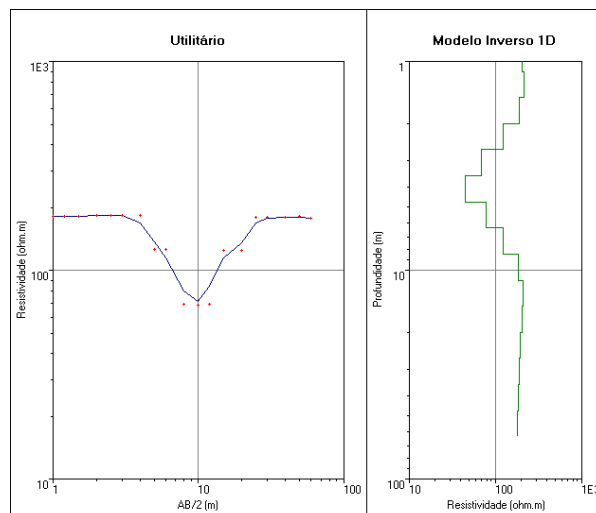 Utilitário
1E3
100
10
Resistividade (ohm.m)
1
10
100
AB/2 (m)
Modelo Inverso 1D
1
10
100
Profundidade (m)
10
100
1E3
Resistividade (ohm.m)